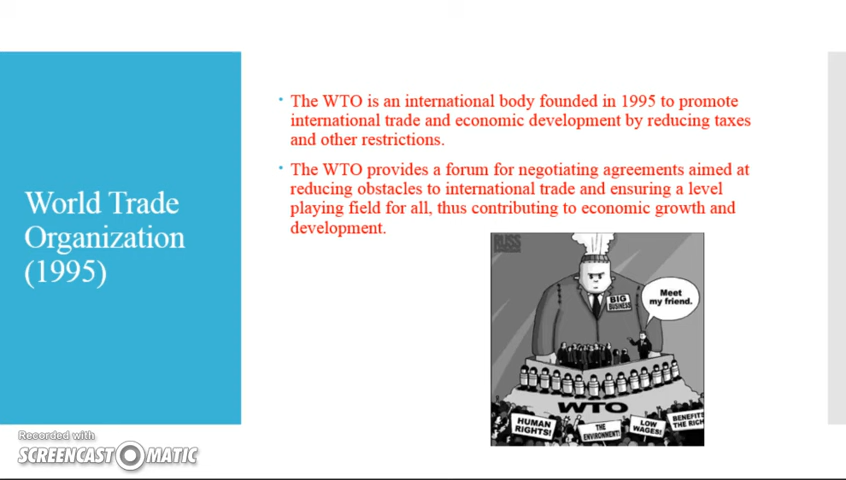 World Trade
Organization
(1995)
• The WTO is an international body founded in 1995 to promote
international trade and economic development by reducing taxes
and other restrictions.
• The WTO provides a forum for negotiating agreements aimed at
reducing obstacles to international trade and ensuring a level
playing field for all, thus contributing to economic growth and
development.
RUSS
BIG
BUSINESS
Meet
my friend.
WTO
HUMAN
RIGHTS!
THE
ENVIRONMENT!
LOW
WAGES!
BENEFITS
THE RICH
Recorded with
SCREENCAST-O-MATIC